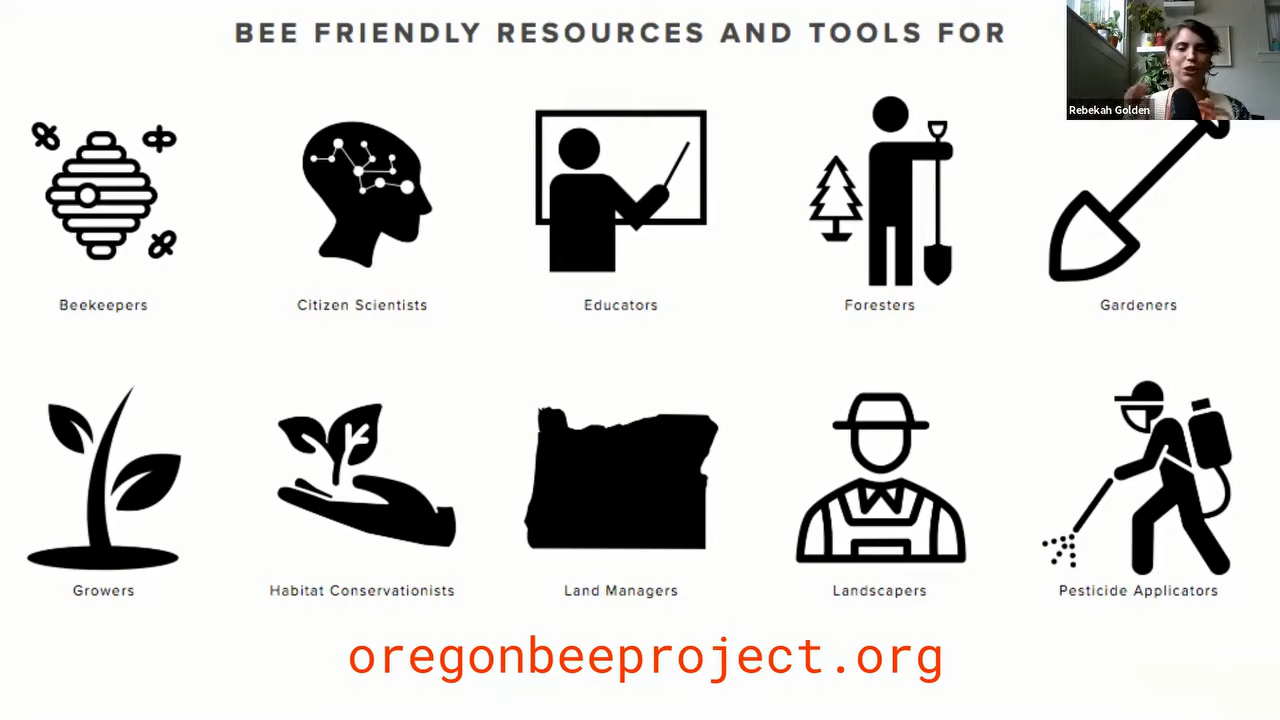 BEE FRIENDLY RESOURCES AND TOOLS FOR
Rebekah Golden
Beekeepers
Citizen Scientists
Educators
Foresters
Gardeners
Growers
Habitat Conservationists
Land Managers
Landscapers
Pesticide Applicators
oregonbeeproject.org